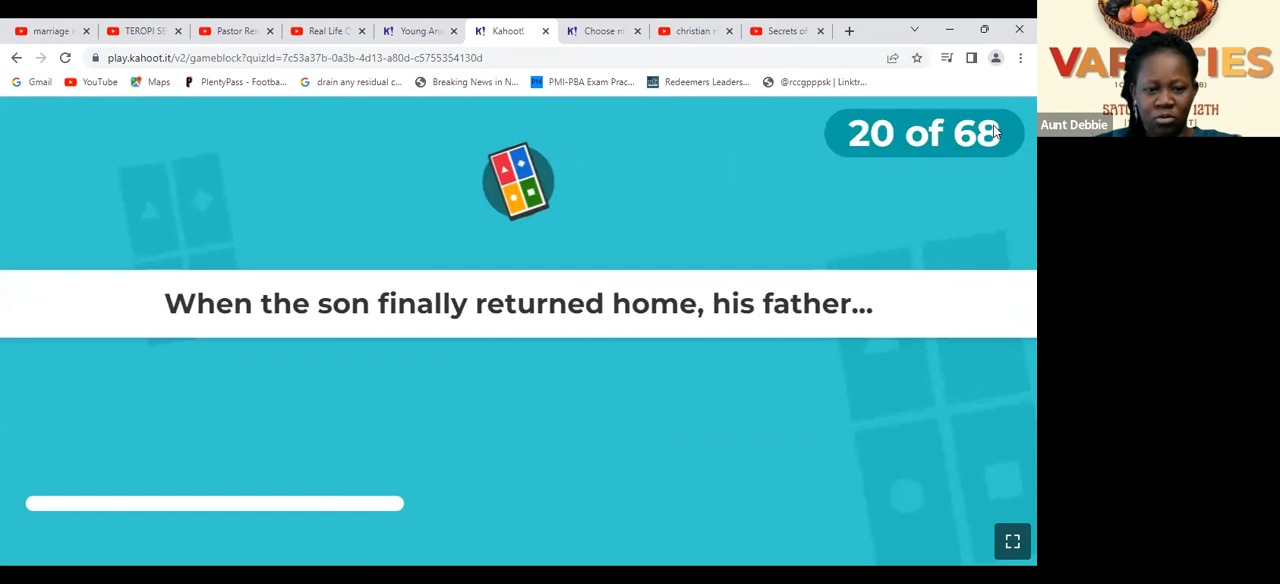 marriage
TEROPI SE
Pastor Re
Real Life C
K! Young An
K! Kahoot!
K! Choose m
christian m
Secrets of
play.kahoot.it/v2/gameblock?quizId=7c53a37b-0a3b-4d13-a80d-c5755354130d
Gmail
YouTube
Maps
PlentyPass - Footba...
drain any residual c...
Breaking News in N...
PMI-PBA Exam Prac...
Redeemers Leaders...
@rccgpppsk | Linktr...
20 of 68
When the son finally returned home, his father...
Aunt Debbie